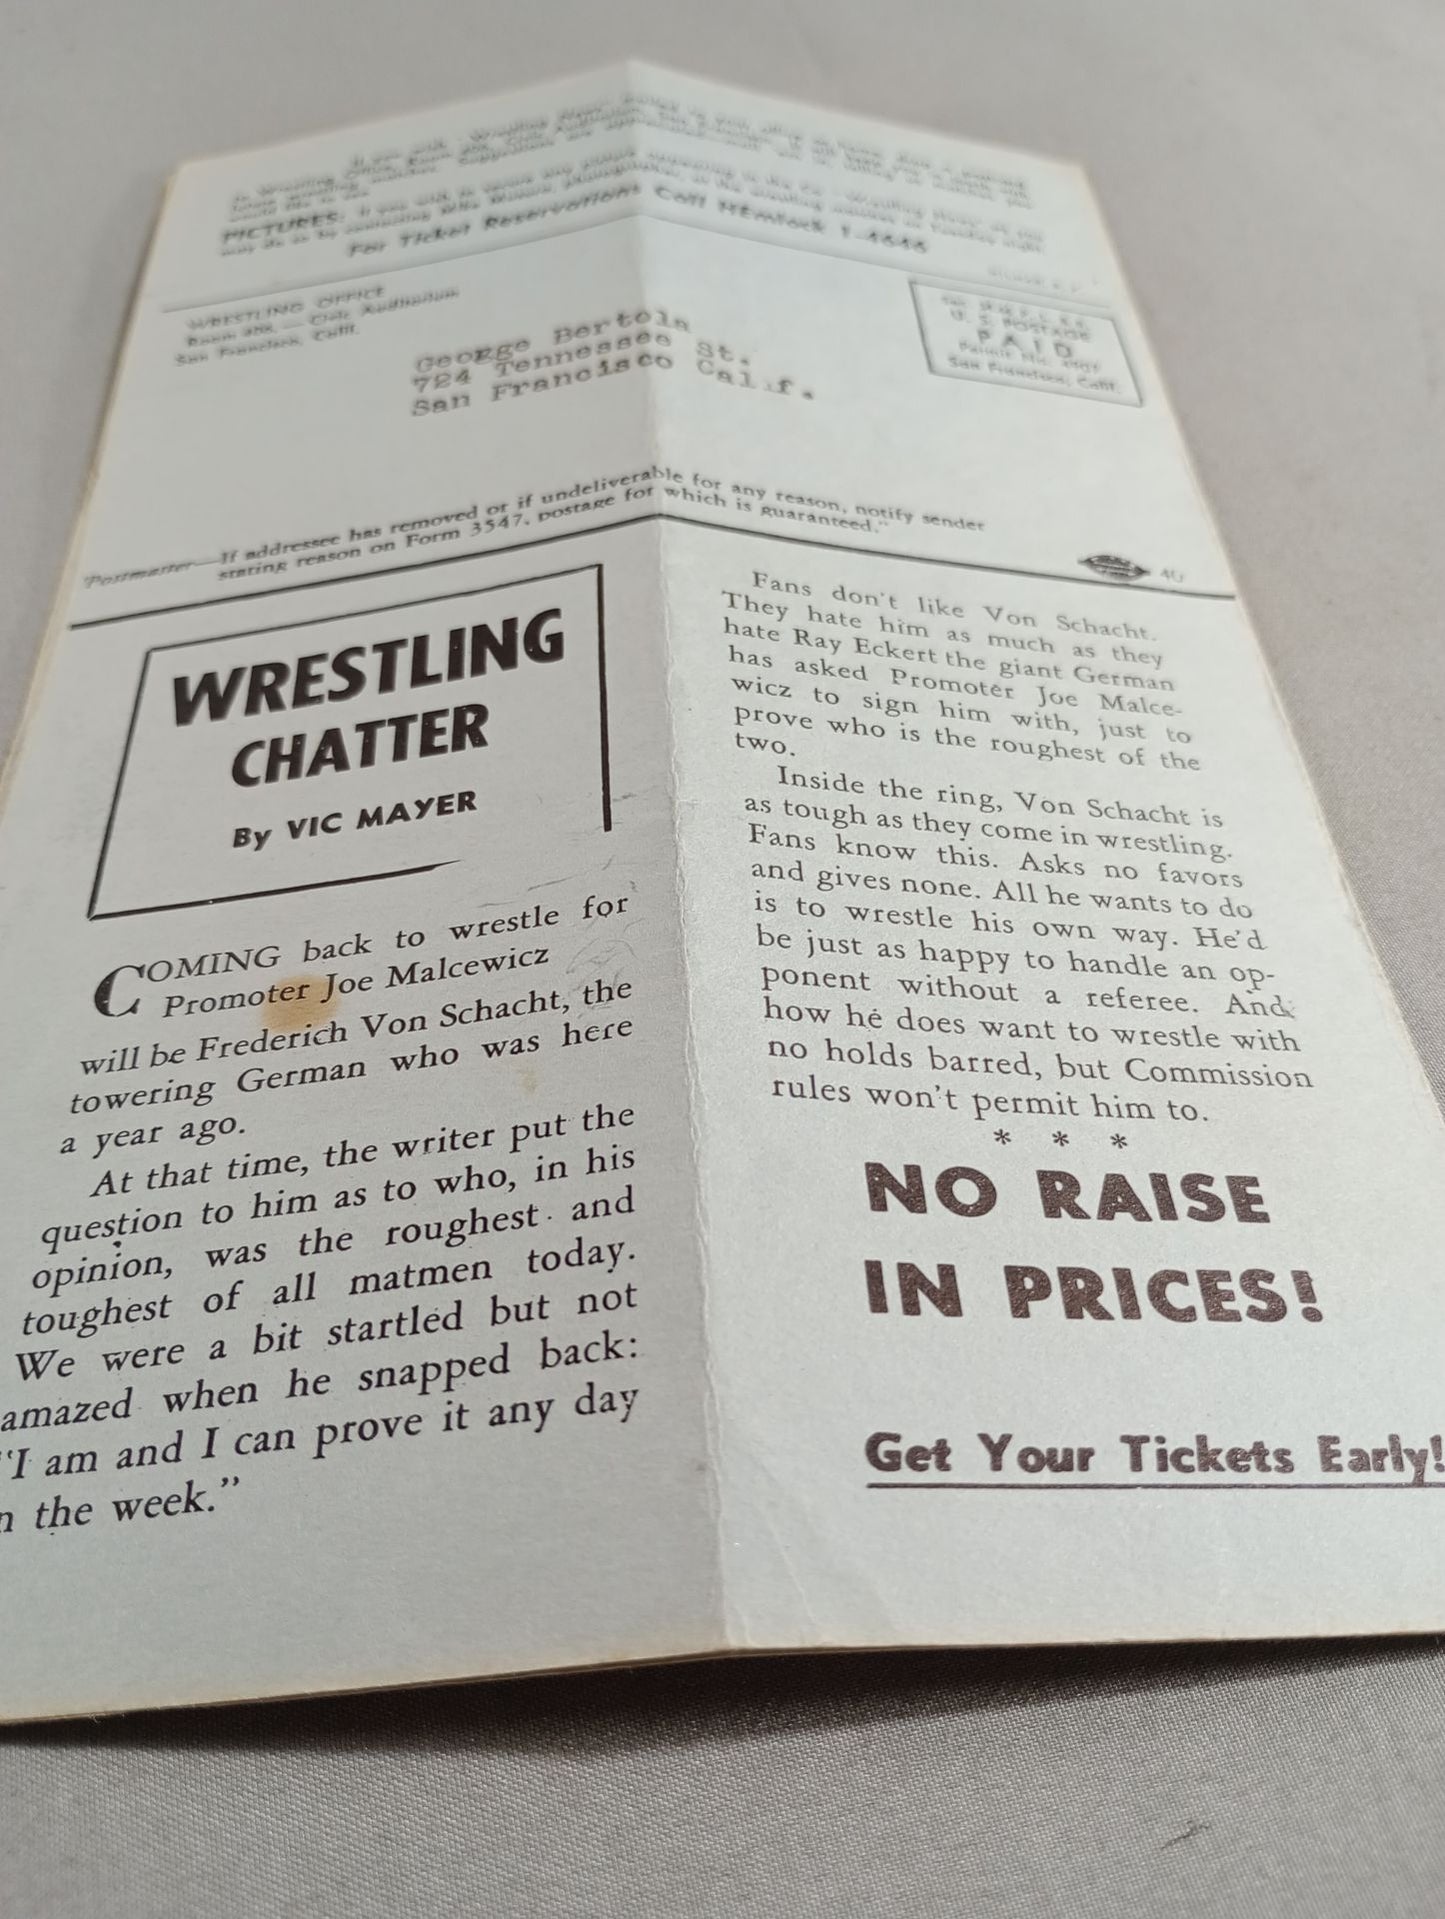 PICTURES:
For Ticket Reservations Call HEmlock 1-4646
WRESTLING OFFICE
Room Civic Auditorium
San Francisco, Calif.
U. S. POSTAGE
PAID
San Francisco, Calif.
George Bertola
724 Tennessee St.
San Francisco Calif.
"Postmaster—If addressee has removed or if undeliverable for any reason, notify sender
stating reason on Form 3547, postage for which is guaranteed."
WRESTLING
CHATTER
By VIC MAYER
COMING back to wrestle for
Promoter Joe Malcewicz
will be Frederich Von Schacht, the
towering German who was here
a year ago.
At that time, the writer put the
question to him as to who, in his
opinion, was the roughest and
toughest of all matmen today.
We were a bit startled but not
amazed when he snapped back:
"I am and I can prove it any day
n the week."
Fans don't like Von Schacht.
They hate him as much as they
hate Ray Eckert the giant German
has asked Promoter Joe Malce-
wicz to sign him with, just to
prove who is the roughest of the
two.
Inside the ring, Von Schacht is
as tough as they come in wrestling.
Fans know this. Asks no favors
and gives none. All he wants to do
is to wrestle his own way. He'd
be just as happy to handle an op-
ponent without a referee. And
how he does want to wrestle with
no holds barred, but Commission
rules won't permit him to.
* * *
NO RAISE
IN PRICES!
Get Your Tickets Early!